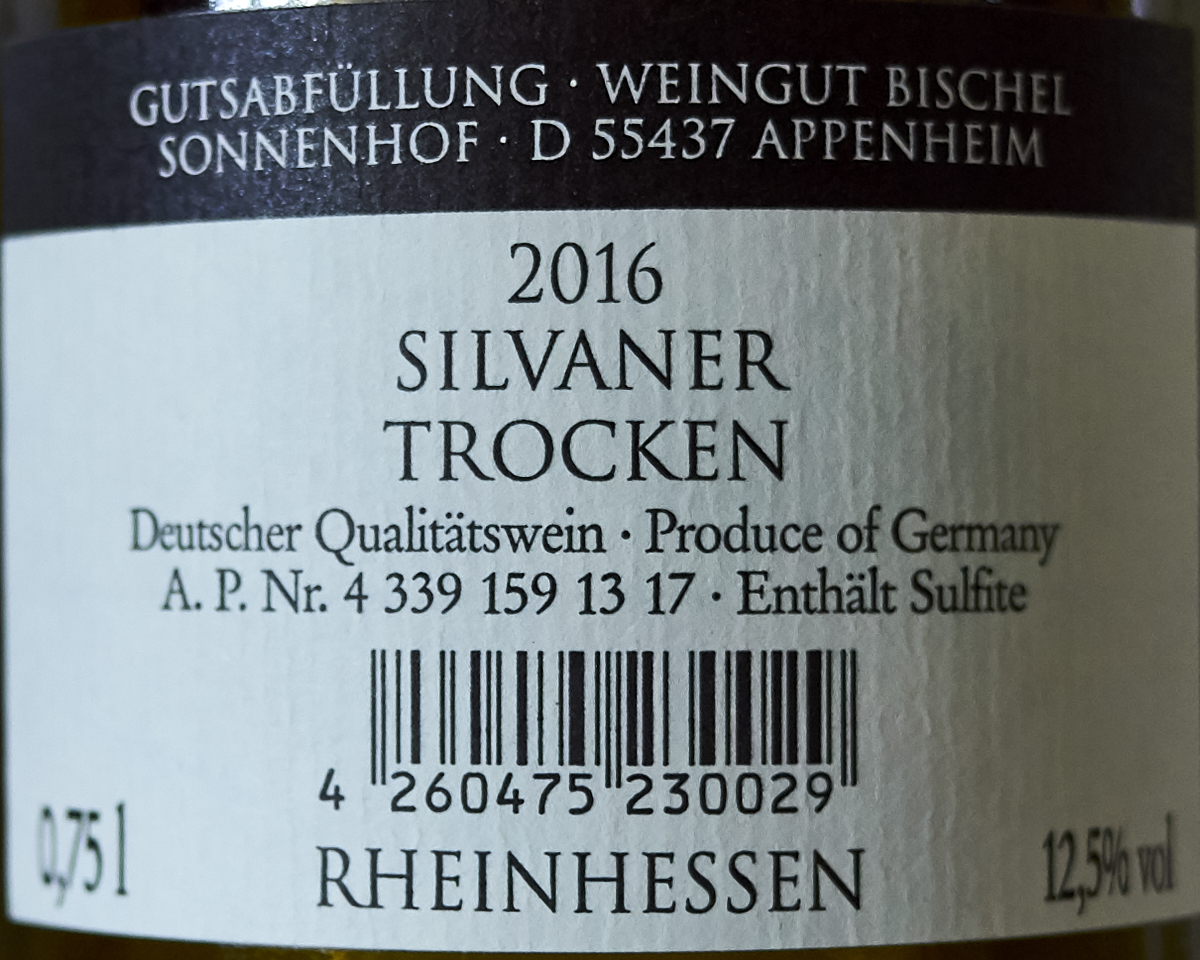 GUTSABFÜLLUNG · WEINGUT BISCHEL
SONNENHOF · D 55437 APPENHEIM
2016
SILVANER
TROCKEN
Deutscher Qualitätswein · Produce of Germany
A. P. Nr. 4 339 159 13 17 · Enthält Sulfite
4 260475 230029
0,75 l
RHEINHESSEN
12,5% vol